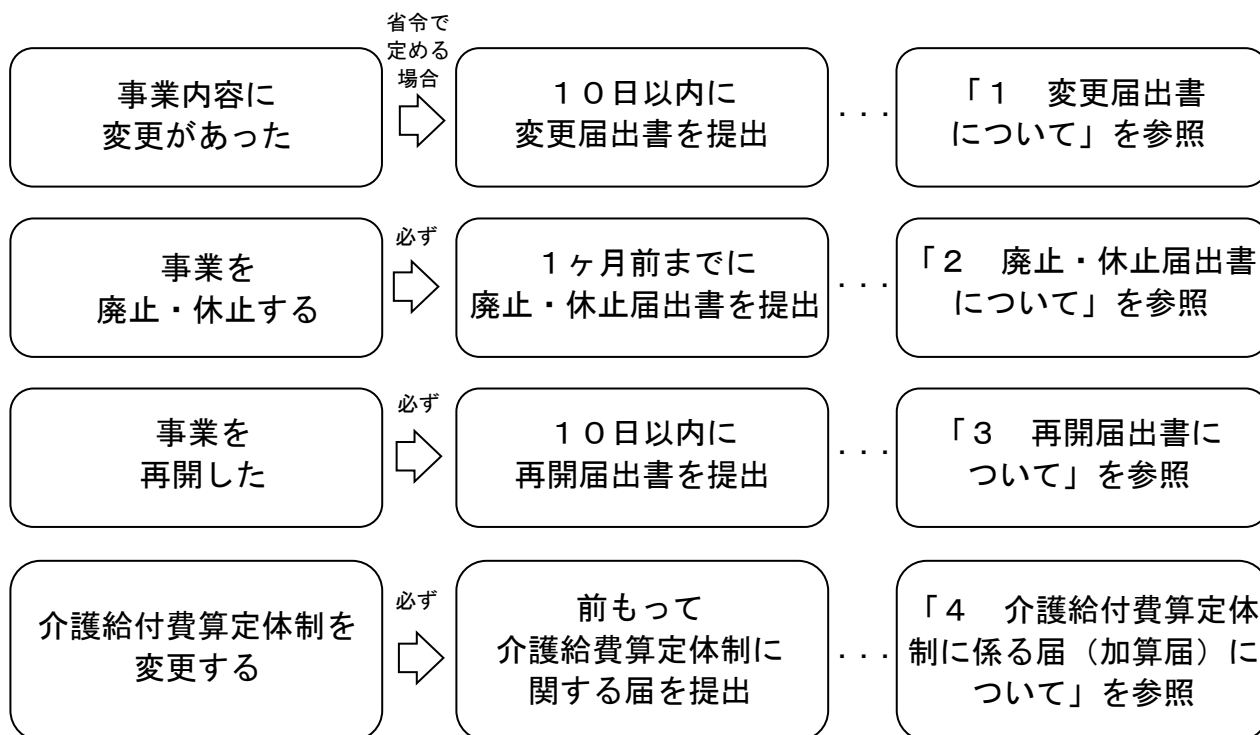 事業内容に
変更があった
省令で
定める
場合
１０日以内に
変更届出書を提出
・・・
「１　変更届出書
について」を参照
事業を
廃止・休止する
必ず
１ヶ月前までに
廃止・休止届出書を提出
・・・
「２　廃止・休止届出書
について」を参照
事業を
再開した
必ず
１０日以内に
再開届出書を提出
・・・
「３　再開届出書に
ついて」を参照
介護給付費算定体制を
変更する
必ず
前もって
介護給費算定体制に
関する届を提出
・・・
「４　介護給付費算定体
制に係る届（加算届）に
ついて」を参照